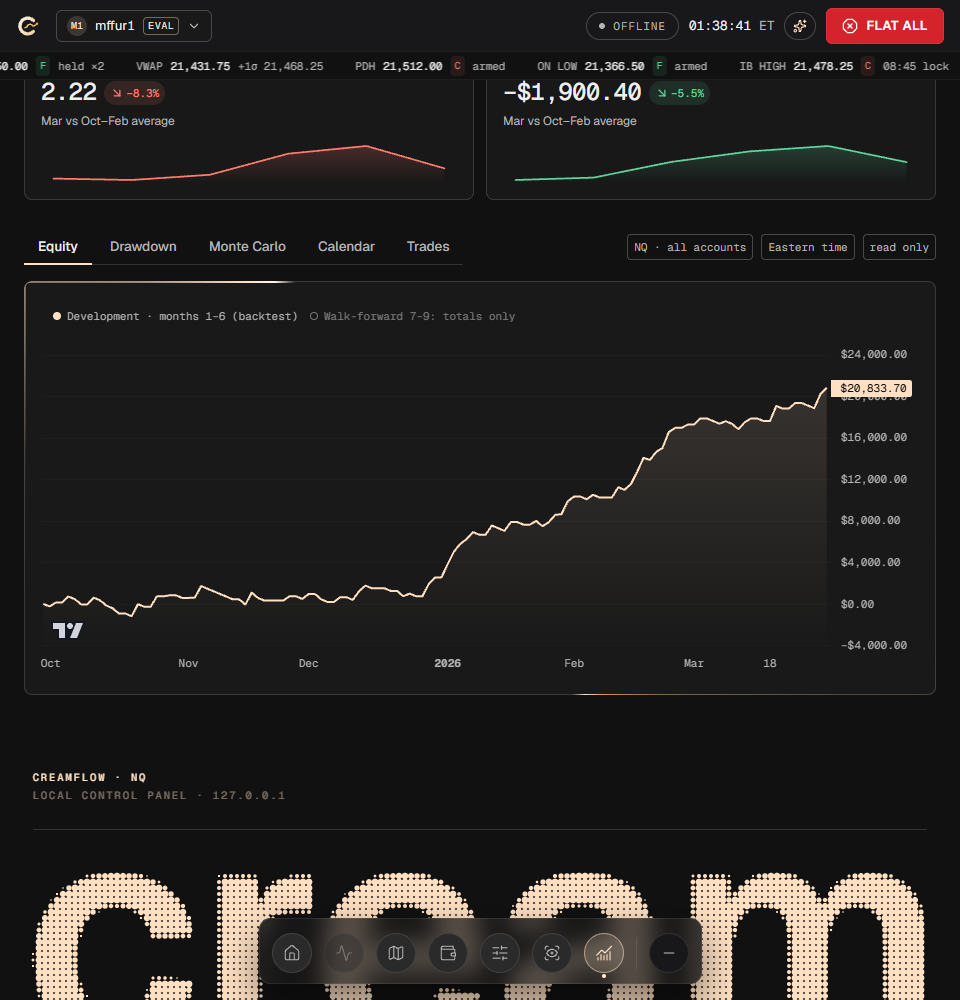 M1 mffur1 EVAL
OFFLINE 01:38:41 ET FLAT ALL
0.00 F held ×2 VWAP 21,431.75 +1σ 21,468.25 PDH 21,512.00 C armed ON LOW 21,366.50 F armed IB HIGH 21,478.25 C 08:45 lock
2.22 ↘ −8.3%
Mar vs Oct–Feb average
−$1,900.40 ↘ −5.5%
Mar vs Oct–Feb average
Equity Drawdown Monte Carlo Calendar Trades
NQ · all accounts Eastern time read only
Development · months 1-6 (backtest) Walk-forward 7-9: totals only
$24,000.00
$20,833.70
$20,000.00
$16,000.00
$12,000.00
$8,000.00
$4,000.00
$0.00
−$4,000.00
Oct Nov Dec 2026 Feb Mar 18
CREAMFLOW · NQ
LOCAL CONTROL PANEL · 127.0.0.1
cream